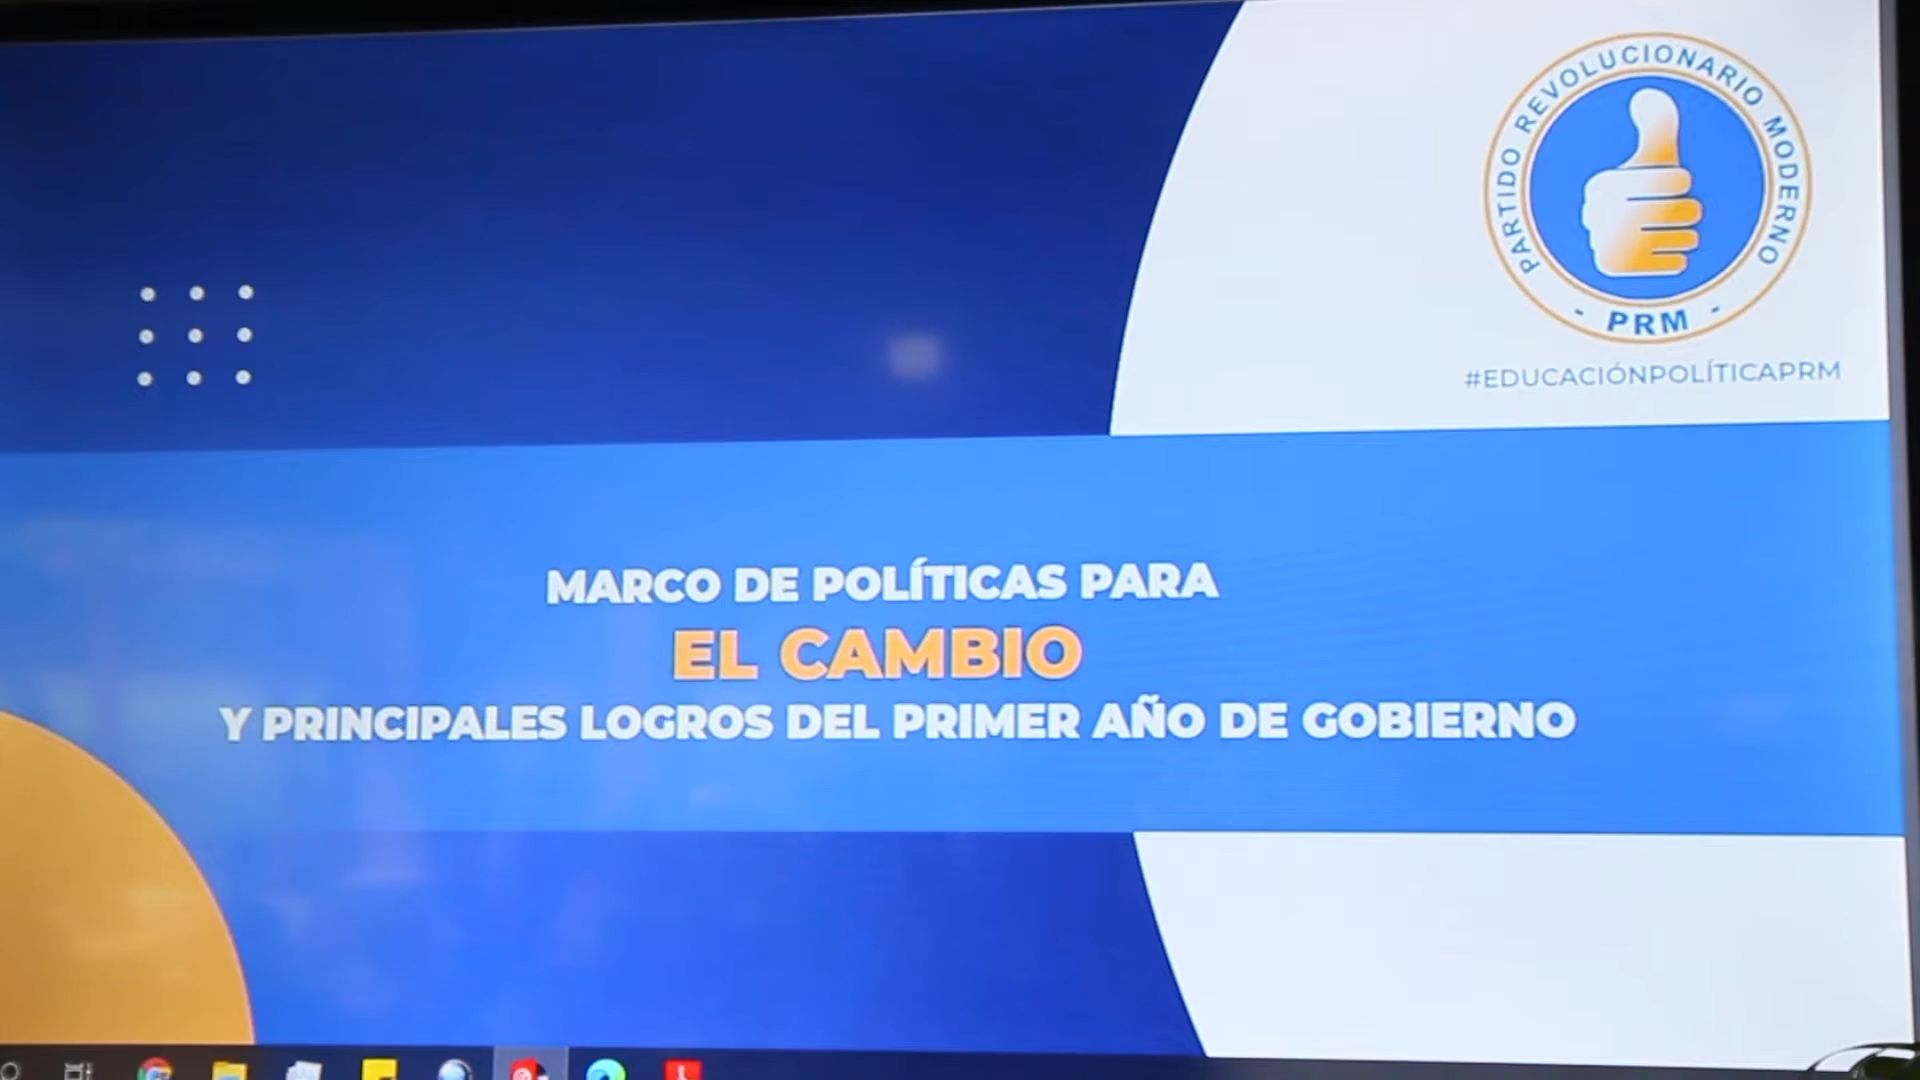 PARTIDO REVOLUCIONARIO MODERNO
- PRM -
#EDUCACIÓNPOLÍTICAPRM
MARCO DE POLÍTICAS PARA
EL CAMBIO
Y PRINCIPALES LOGROS DEL PRIMER AÑO DE GOBIERNO